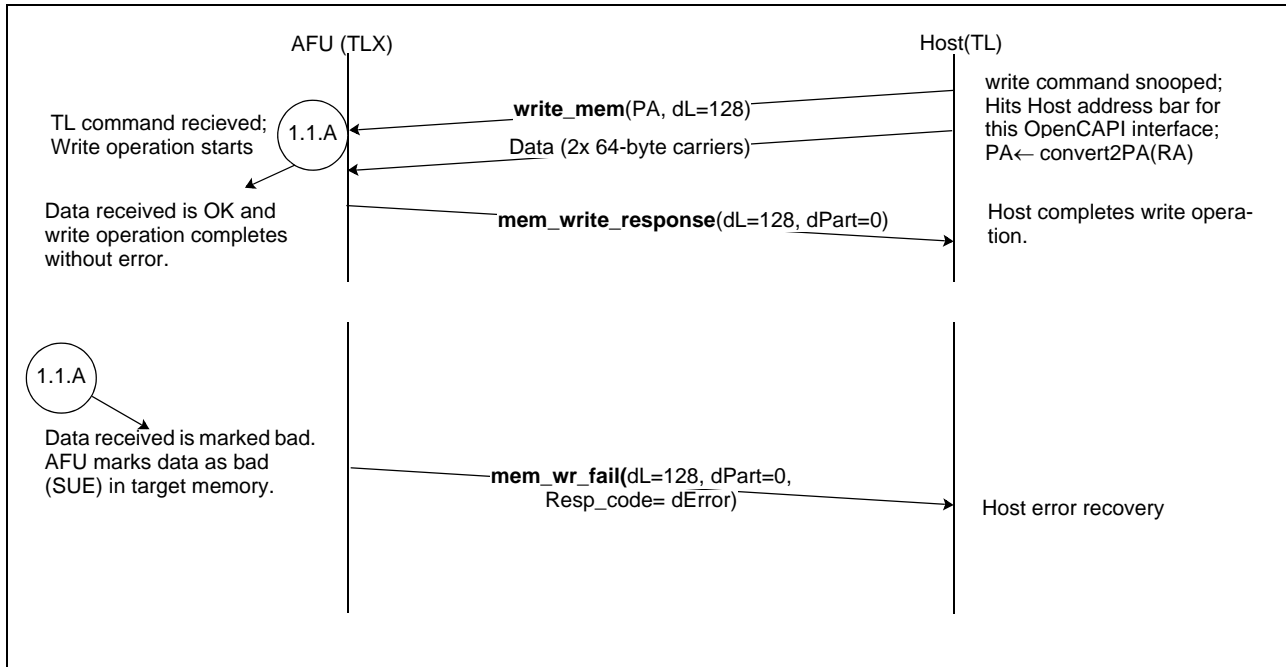 AFU (TLX)
Host(TL)
write_mem(PA, dL=128)
Data (2x 64-byte carriers)
write command snooped;
Hits Host address bar for
this OpenCAPI interface;
PA← convert2PA(RA)
TL command recieved;
Write operation starts
1.1.A
Data received is OK and
write operation completes
without error.
mem_write_response(dL=128, dPart=0)
Host completes write opera-
tion.
1.1.A
Data received is marked bad.
AFU marks data as bad
(SUE) in target memory.
mem_wr_fail(dL=128, dPart=0,
Resp_code= dError)
Host error recovery